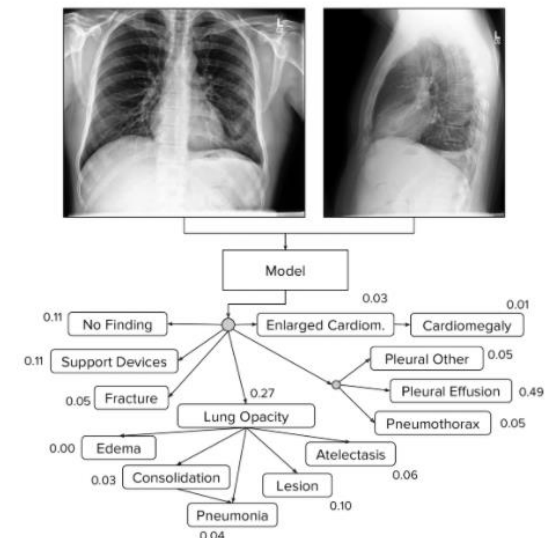 L
L
Model
0.03
0.01
0.11 No Finding
Enlarged Cardiom.
Cardiomegaly
0.11 Support Devices
Pleural Other 0.05
0.05 Fracture
0.27
Pleural Effusion 0.49
Lung Opacity
Pneumothorax 0.05
0.00 Edema
Atelectasis
0.06
0.03 Consolidation
Lesion
0.10
Pneumonia
0.04